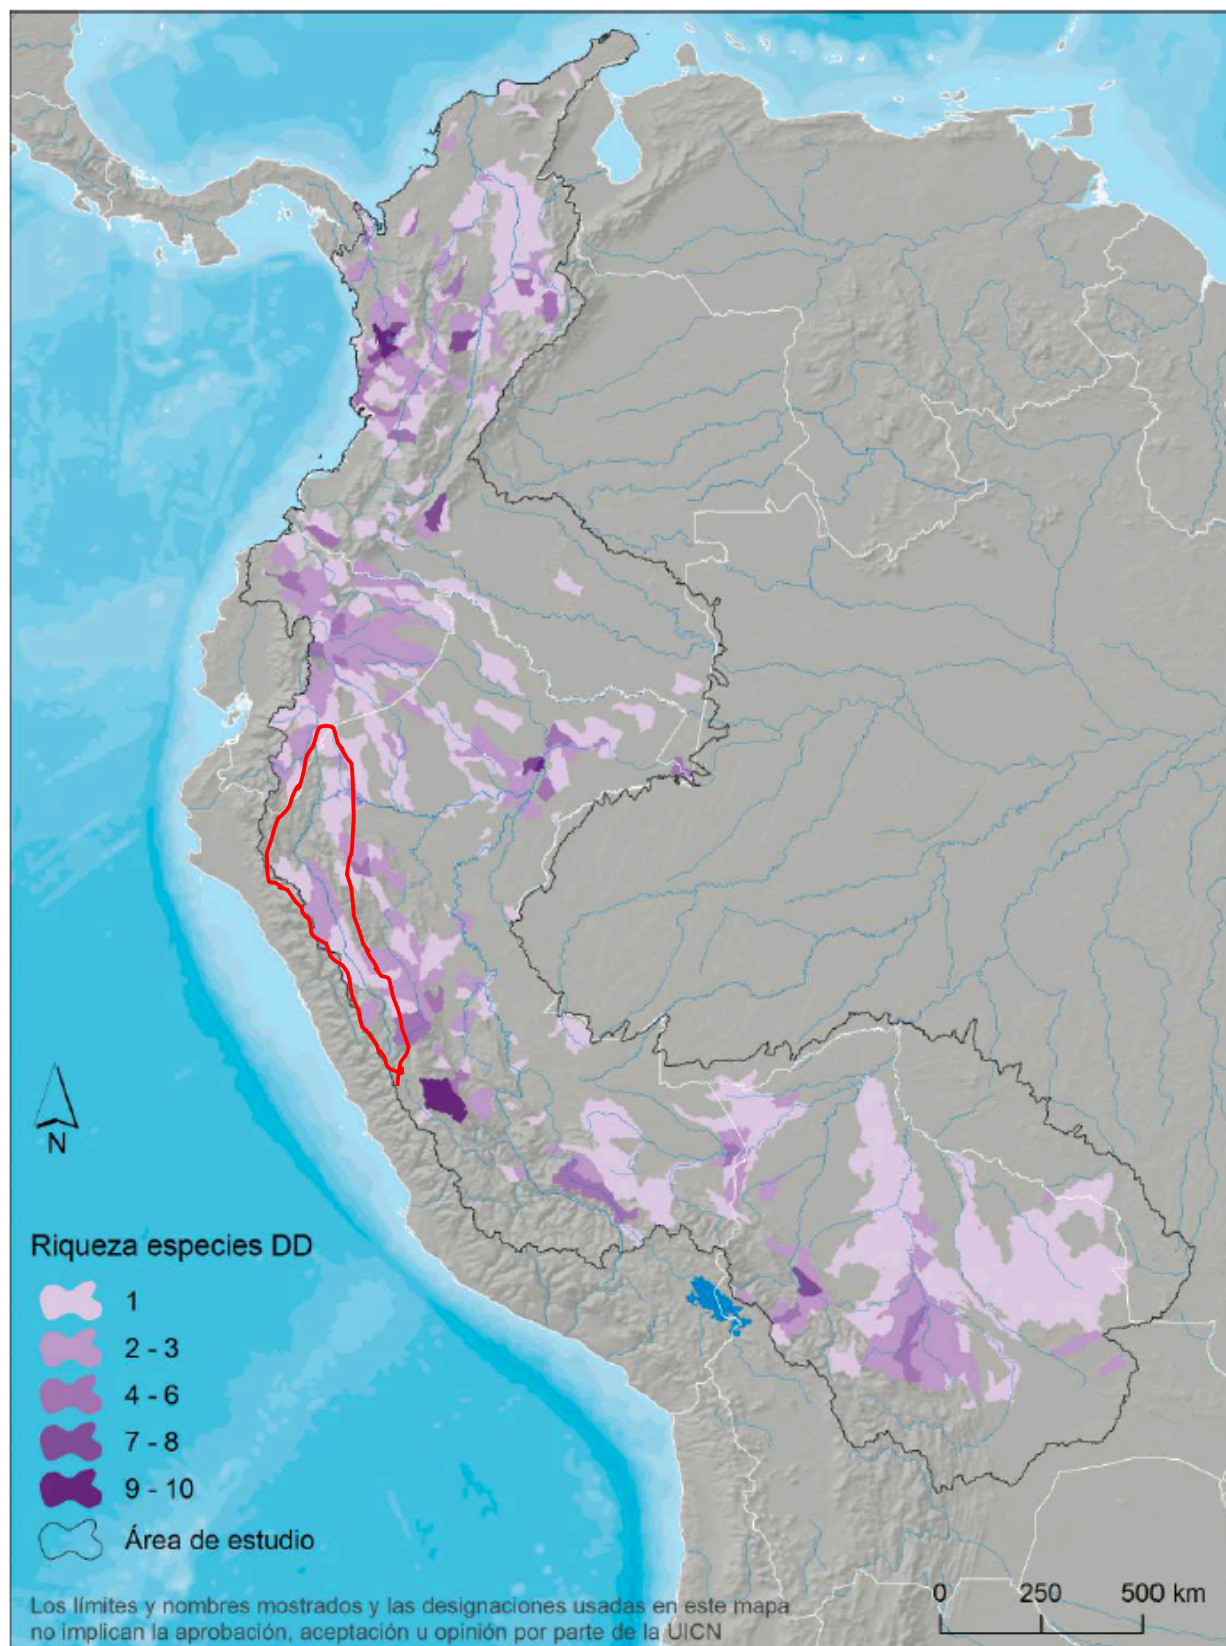 N
Riqueza especies DD
1
2 - 3
4 - 6
7 - 8
9 - 10
Área de estudio
0 250 500 km
Los límites y nombres mostrados y las designaciones usadas en este mapa
no implican la aprobación, aceptación u opinión por parte de la UICN